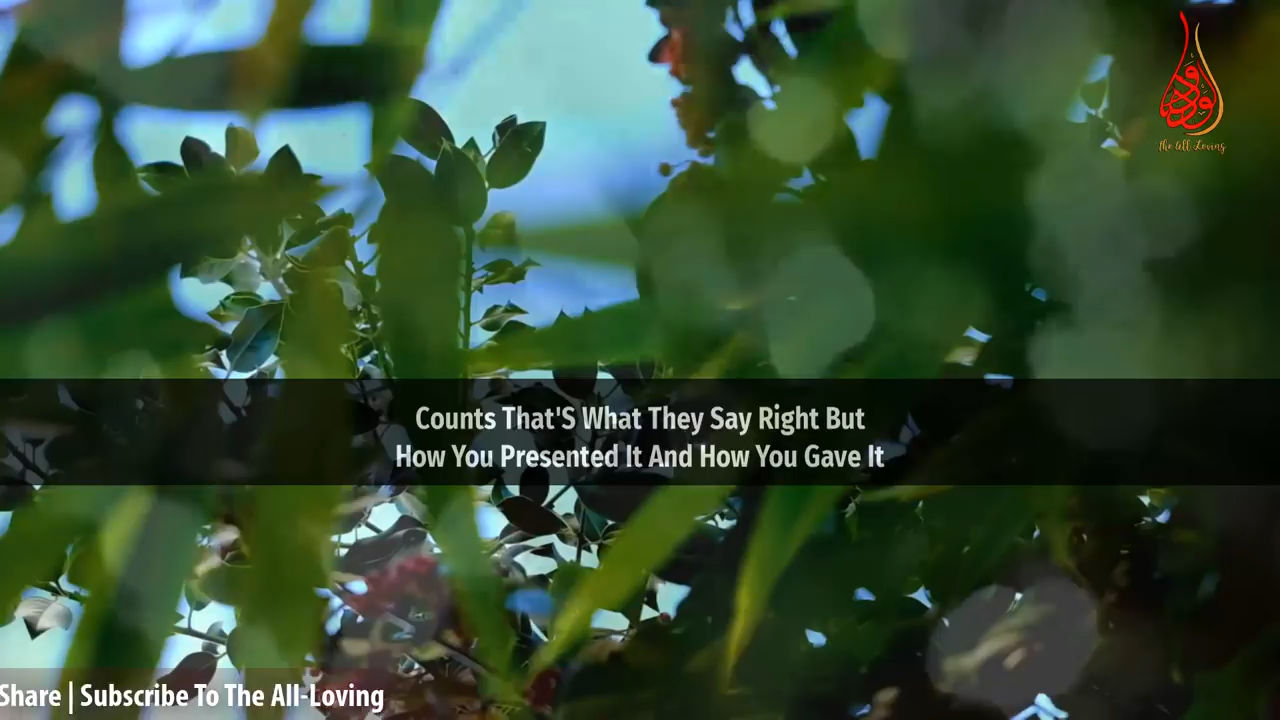 الودود
the All Loving
Counts That'S What They Say Right But
How You Presented It And How You Gave It
Share | Subscribe To The All-Loving